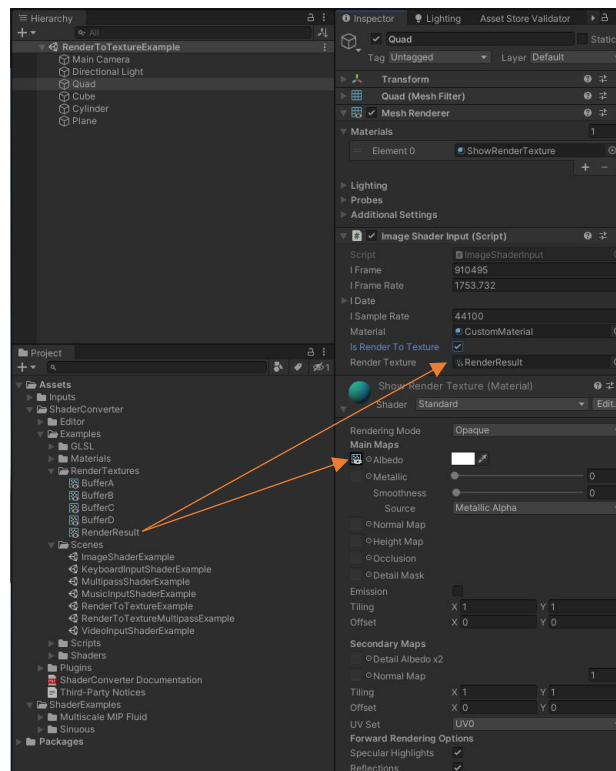 Hierarchy
All
RenderToTextureExample
Main Camera
Directional Light
Quad
Cube
Cylinder
Plane
Project
1
Assets
Inputs
ShaderConverter
Editor
Examples
GLSL
Materials
RenderTextures
BufferA
BufferB
BufferC
BufferD
RenderResult
Scenes
ImageShaderExample
KeyboardInputShaderExample
MultipassShaderExample
MusicInputShaderExample
RenderToTextureExample
RenderToTextureMultipassExample
VideoInputShaderExample
Scripts
Shaders
Plugins
ShaderConverter Documentation
Third-Party Notices
ShaderExamples
Multiscale MIP Fluid
Sinuous
Packages
Inspector Lighting Asset Store Validator
Quad Static
Tag Untagged Layer Default
Transform
Quad (Mesh Filter)
Mesh Renderer
Materials 1
Element 0 ShowRenderTexture
Lighting
Probes
Additional Settings
Image Shader Input (Script)
Script ImageShaderInput
I Frame 910495
I Frame Rate 1753.732
I Date
I Sample Rate 44100
Material CustomMaterial
Is Render To Texture
Render Texture RenderResult
Show Render Texture (Material)
Shader Standard Edit.
Rendering Mode Opaque
Main Maps
Albedo
Metallic 0
Smoothness 0
Source Metallic Alpha
Normal Map
Height Map
Occlusion
Detail Mask
Emission
Tiling X 1 Y 1
Offset X 0 Y 0
Secondary Maps
Detail Albedo x2
Normal Map 1
Tiling X 1 Y 1
Offset X 0 Y 0
UV Set UV0
Forward Rendering Options
Specular Highlights
Reflections